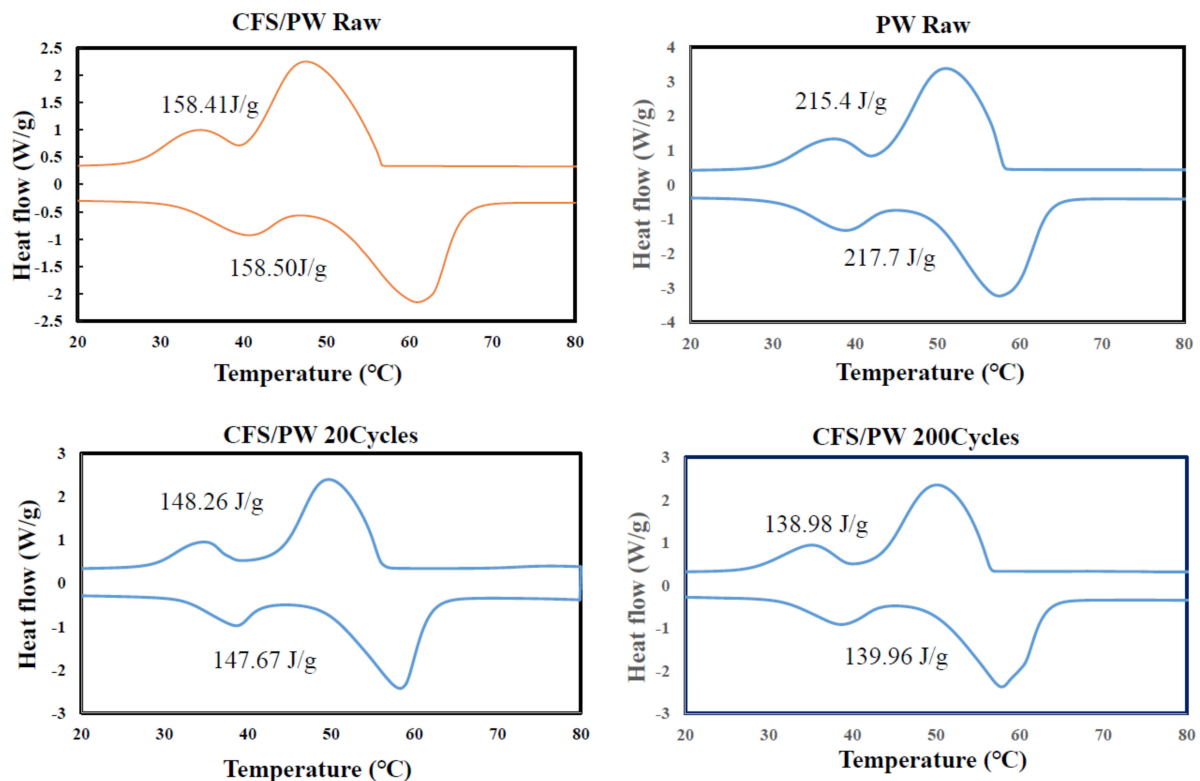 CFS/PW Raw
2.5
2
1.5
1
0.5
0
-0.5
-1
-1.5
-2
-2.5
Heat flow (W/g)
158.41J/g
158.50J/g
20 30 40 50 60 70 80
Temperature (℃)
PW Raw
4
3
2
1
0
-1
-2
-3
-4
Heat flow (W/g)
215.4 J/g
217.7 J/g
20 30 40 50 60 70 80
Temperature (℃)
CFS/PW 20Cycles
3
2
1
0
-1
-2
-3
Heat flow (W/g)
148.26 J/g
147.67 J/g
20 30 40 50 60 70 80
Temperature (℃)
CFS/PW 200Cycles
3
2
1
0
-1
-2
-3
Heat flow (W/g)
138.98 J/g
139.96 J/g
20 30 40 50 60 70 80
Temperature (℃)